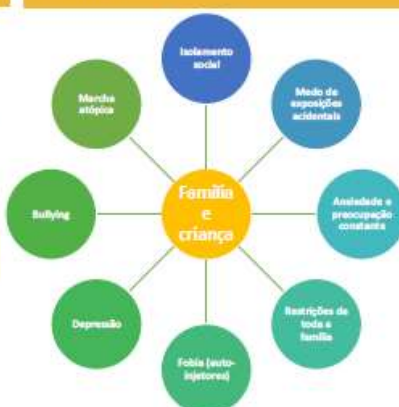 Isolamento
social
Medo de
exposições
acidentais
Ansiedade e
preocupação
constante
Restrições de
toda a
família
Fobia (auto-
injetores)
Depressão
Bullying
Marcha
atópica
Família
e
criança